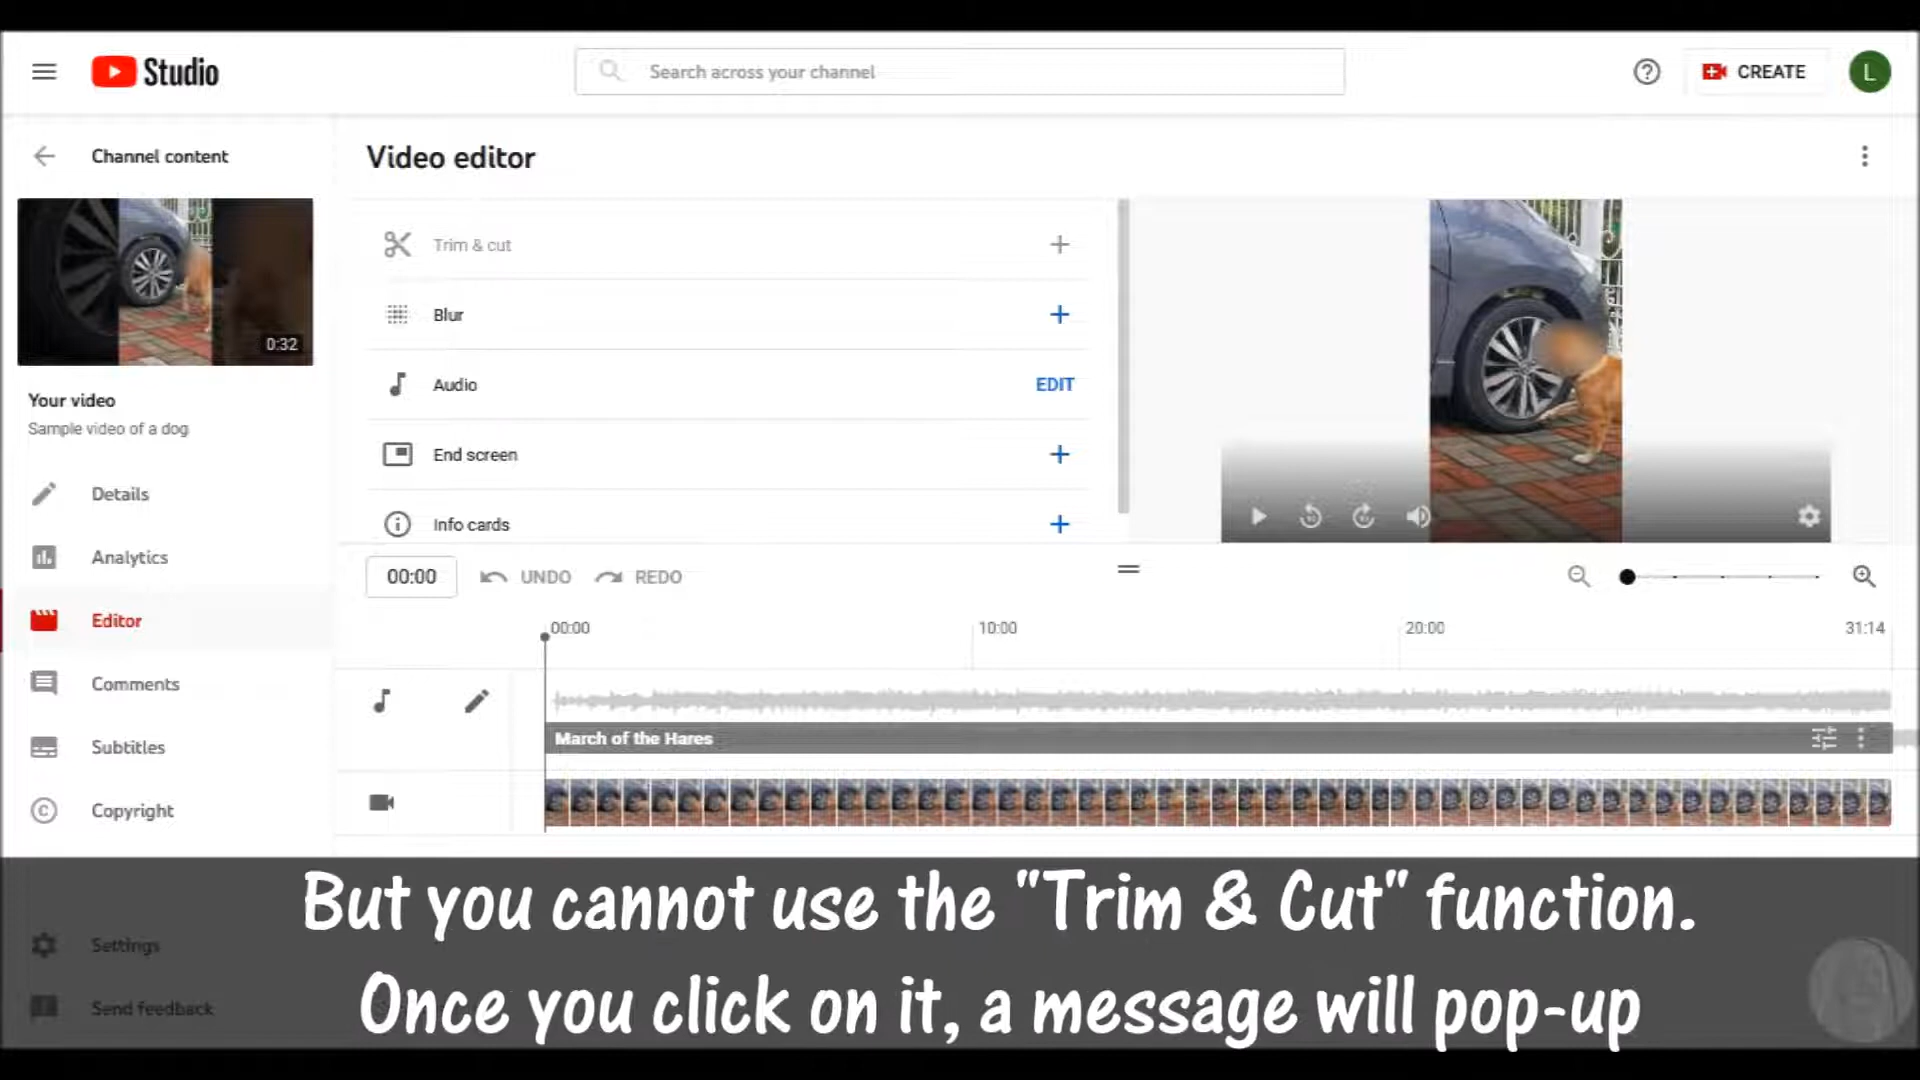 Studio
Search across your channel
CREATE
L
Channel content
Video editor
Trim & cut
Blur
0:32
Audio
EDIT
Your video
Sample video of a dog
End screen
Details
Info cards
Analytics
00:00
UNDO
REDO
Editor
00:00
10:00
20:00
31:14
Comments
March of the Hares
Subtitles
Copyright
But you cannot use the "Trim & Cut" function.
Settings
Once you click on it, a message will pop-up
Send feedback